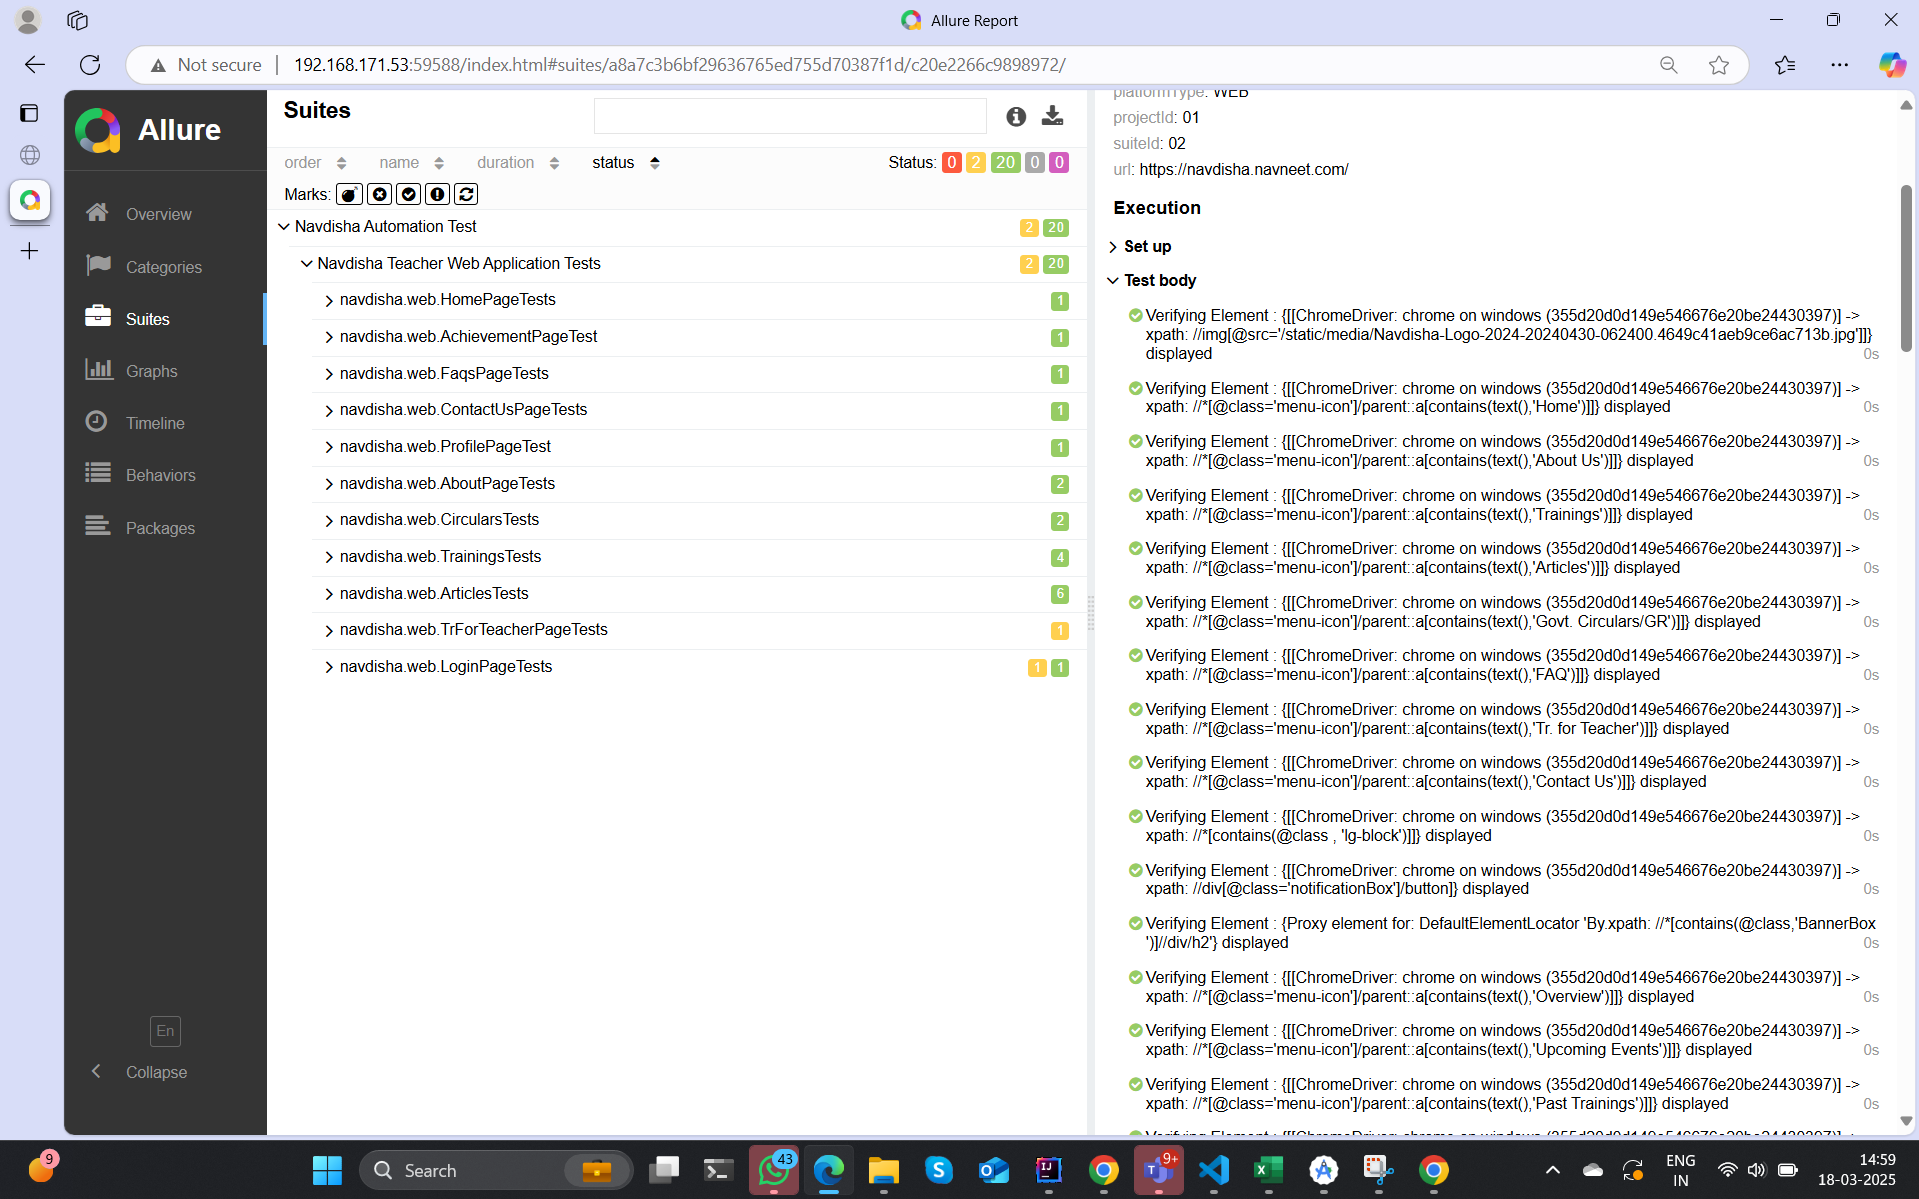 Allure Report
Not secure
192.168.171.53:59588/index.html#suites/a8a7c3b6bf29636765ed755d70387f1d/c20e2266c9898972/
Allure
Overview
Categories
Suites
Graphs
Timeline
Behaviors
Packages
En
Collapse
Suites
order name duration status
Status: 0 2 20 0 0
Marks:
Navdisha Automation Test 2 20
Navdisha Teacher Web Application Tests 2 20
navdisha.web.HomePageTests 1
navdisha.web.AchievementPageTest 1
navdisha.web.FaqsPageTests 1
navdisha.web.ContactUsPageTests 1
navdisha.web.ProfilePageTest 1
navdisha.web.AboutPageTests 2
navdisha.web.CircularsTests 2
navdisha.web.TrainingsTests 4
navdisha.web.ArticlesTests 6
navdisha.web.TrForTeacherPageTests 1
navdisha.web.LoginPageTests 1 1
platformType: WEB
projectId: 01
suiteId: 02
url: https://navdisha.navneet.com/
Execution
Set up
Test body
Verifying Element : {[[ChromeDriver: chrome on windows (355d20d0d149e546676e20be24430397)] ->
xpath: //img[@src='/static/media/Navdisha-Logo-2024-20240430-062400.4649c41aeb9ce6ac713b.jpg']]}
displayed 0s
Verifying Element : {[[ChromeDriver: chrome on windows (355d20d0d149e546676e20be24430397)] ->
xpath: //*[@class='menu-icon']/parent::a[contains(text(),'Home')]]} displayed 0s
Verifying Element : {[[ChromeDriver: chrome on windows (355d20d0d149e546676e20be24430397)] ->
xpath: //*[@class='menu-icon']/parent::a[contains(text(),'About Us')]]} displayed 0s
Verifying Element : {[[ChromeDriver: chrome on windows (355d20d0d149e546676e20be24430397)] ->
xpath: //*[@class='menu-icon']/parent::a[contains(text(),'Trainings')]]} displayed 0s
Verifying Element : {[[ChromeDriver: chrome on windows (355d20d0d149e546676e20be24430397)] ->
xpath: //*[@class='menu-icon']/parent::a[contains(text(),'Articles')]]} displayed 0s
Verifying Element : {[[ChromeDriver: chrome on windows (355d20d0d149e546676e20be24430397)] ->
xpath: //*[@class='menu-icon']/parent::a[contains(text(),'Govt. Circulars/GR')]]} displayed 0s
Verifying Element : {[[ChromeDriver: chrome on windows (355d20d0d149e546676e20be24430397)] ->
xpath: //*[@class='menu-icon']/parent::a[contains(text(),'FAQ')]]} displayed 0s
Verifying Element : {[[ChromeDriver: chrome on windows (355d20d0d149e546676e20be24430397)] ->
xpath: //*[@class='menu-icon']/parent::a[contains(text(),'Tr. for Teacher')]]} displayed 0s
Verifying Element : {[[ChromeDriver: chrome on windows (355d20d0d149e546676e20be24430397)] ->
xpath: //*[@class='menu-icon']/parent::a[contains(text(),'Contact Us')]]} displayed 0s
Verifying Element : {[[ChromeDriver: chrome on windows (355d20d0d149e546676e20be24430397)] ->
xpath: //*[contains(@class , 'lg-block')]]} displayed 0s
Verifying Element : {[[ChromeDriver: chrome on windows (355d20d0d149e546676e20be24430397)] ->
xpath: //div[@class='notificationBox']/button]} displayed 0s
Verifying Element : {Proxy element for: DefaultElementLocator 'By.xpath: //*[contains(@class,'BannerBox
')]//div/h2'} displayed 0s
Verifying Element : {[[ChromeDriver: chrome on windows (355d20d0d149e546676e20be24430397)] ->
xpath: //*[@class='menu-icon']/parent::a[contains(text(),'Overview')]]} displayed 0s
Verifying Element : {[[ChromeDriver: chrome on windows (355d20d0d149e546676e20be24430397)] ->
xpath: //*[@class='menu-icon']/parent::a[contains(text(),'Upcoming Events')]]} displayed 0s
Verifying Element : {[[ChromeDriver: chrome on windows (355d20d0d149e546676e20be24430397)] ->
xpath: //*[@class='menu-icon']/parent::a[contains(text(),'Past Trainings')]]} displayed 0s
9
Search
43
9+
ENG
IN
14:59
18-03-2025